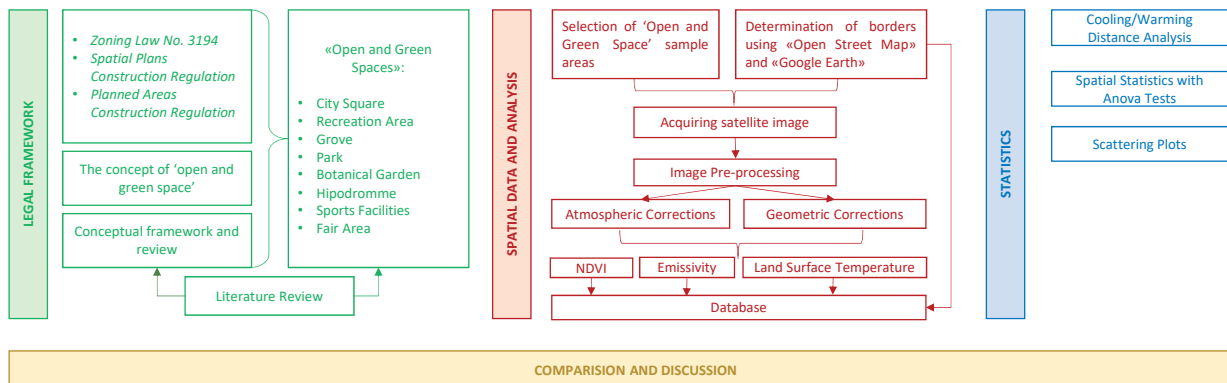 LEGAL FRAMEWORK
• Zoning Law No. 3194
• Spatial Plans
Construction Regulation
• Planned Areas
Construction Regulation
The concept of 'open and
green space'
Conceptual framework and
review
Literature Review
«Open and Green
Spaces»:
• City Square
• Recreation Area
• Grove
• Park
• Botanical Garden
• Hipodromme
• Sports Facilities
• Fair Area
SPATIAL DATA AND ANALYSIS
Selection of 'Open and
Green Space' sample
areas
Determination of borders
using «Open Street Map»
and «Google Earth»
Acquiring satellite image
Image Pre-processing
Atmospheric Corrections
Geometric Corrections
NDVI
Emissivity
Land Surface Temperature
Database
STATISTICS
Cooling/Warming
Distance Analysis
Spatial Statistics with
Anova Tests
Scattering Plots
COMPARISION AND DISCUSSION